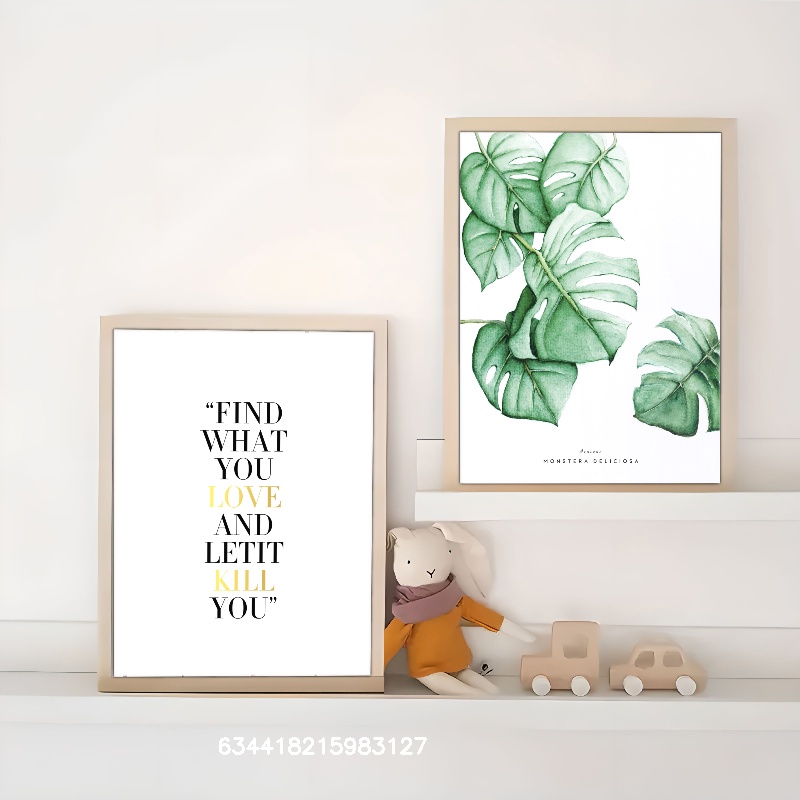 “FIND
WHAT
YOU
LOVE
AND
LETIT
KILL
YOU”
MONSTERA DELICIOSA
634418215983127